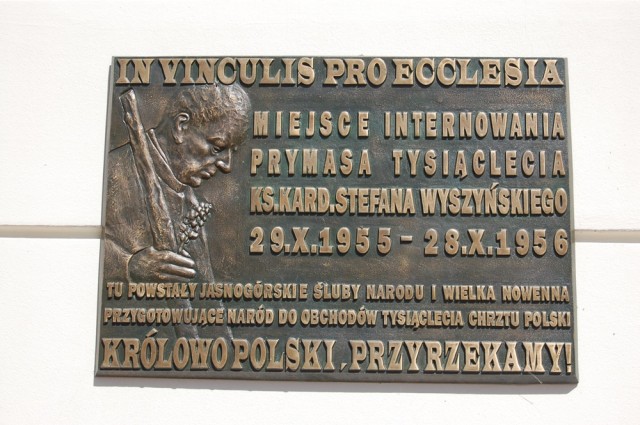 IN VINCULIS PRO ECCLESIA
MIEJSCE INTERNOWANIA
PRYMASA TYSIĄCLECIA
KS.KARD.STEFANA WYSZYŃSKIEGO
29.X.1955 - 28.X.1956
TU POWSTAŁY JASNOGÓRSKIE ŚLUBY NARODU I WIELKA NOWENNA
PRZYGOTOWUJĄCE NARÓD DO OBCHODÓW TYSIĄCLECIA CHRZTU POLSKI
KRÓLOWO POLSKI, PRZYRZEKAMY!